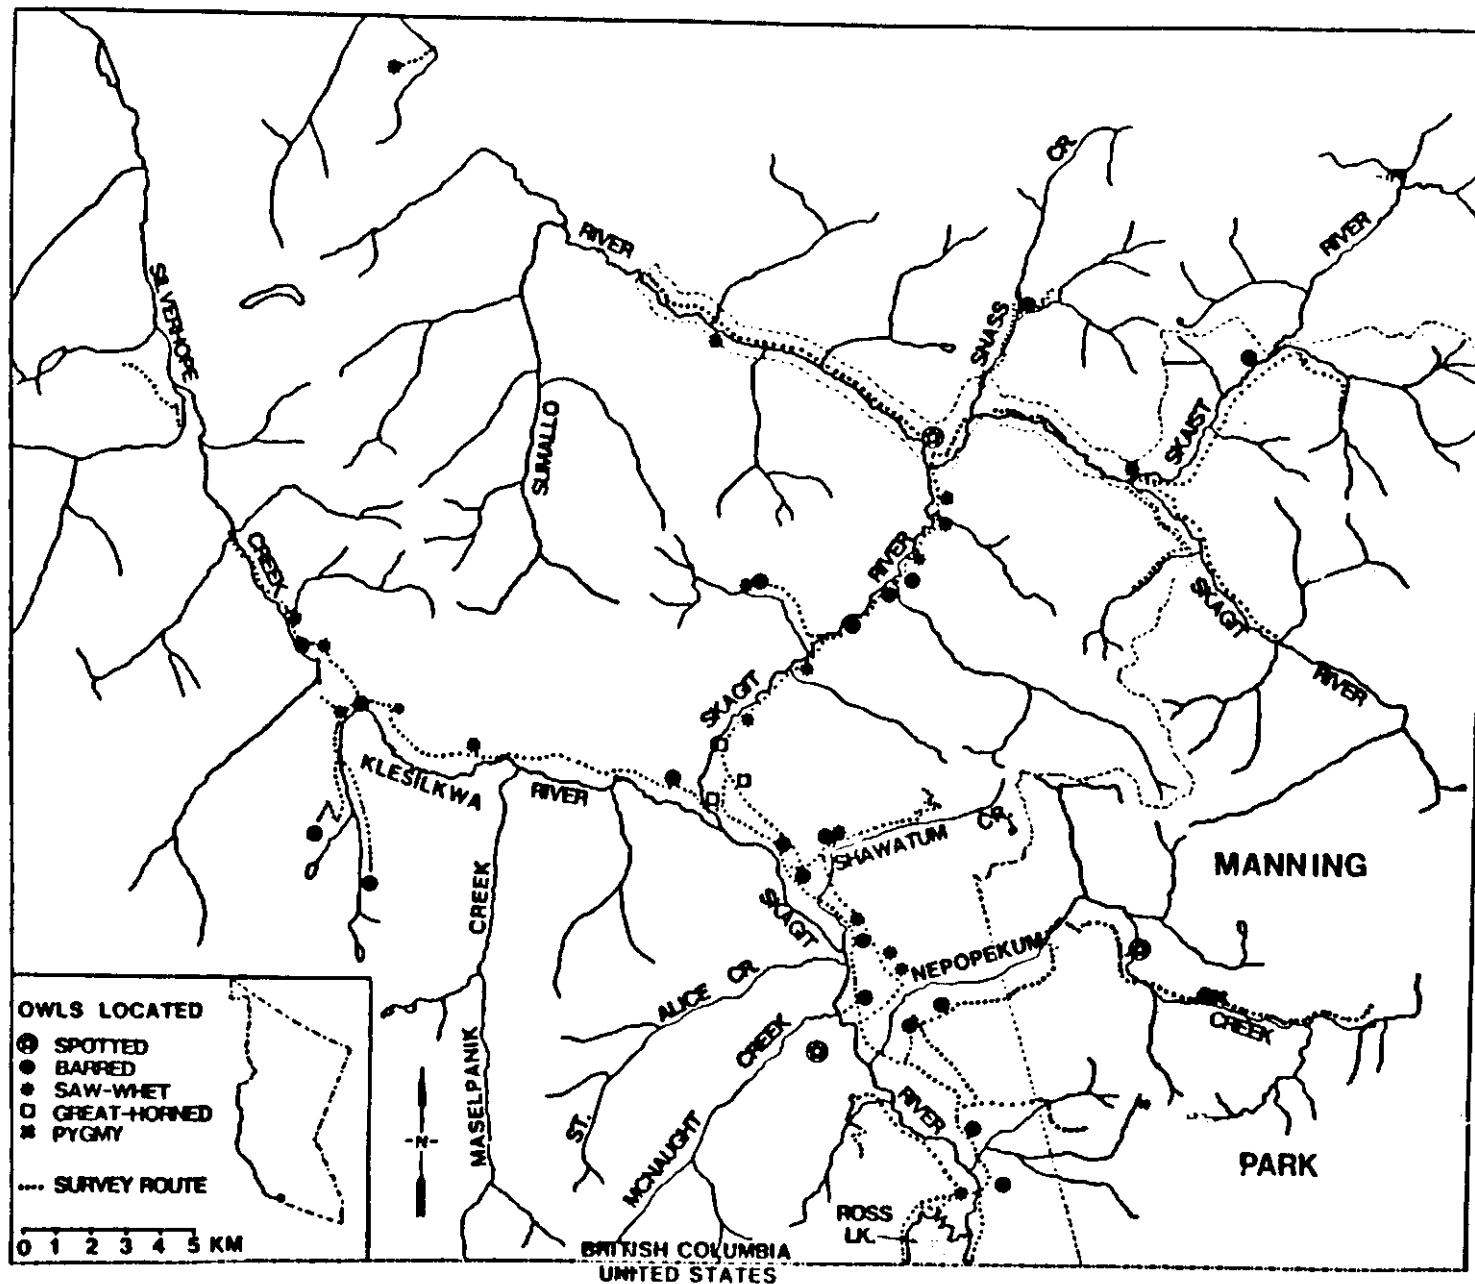 CR
RIVER
RIVER
SILVERHOPE
SNASS
SKAIST
SUMALLO
CREEK
RIVER
SKAGIT
SKAGIT
RIVER
KLESILKWA
RIVER
SHAWATUM
CR.
MANNING
CREEK
SKAGIT
NEPOPEKUM
ALICE CR
CREEK
CREEK
OWLS LOCATED
SPOTTED
BARRED
SAW-WHET
GREAT-HORNED
PYGMY
SURVEY ROUTE
0 1 2 3 4 5 KM
-N-
MASELPANIK
ST.
MCNAUGHT
RIVER
PARK
ROSS
LK.
BRITISH COLUMBIA
UNITED STATES